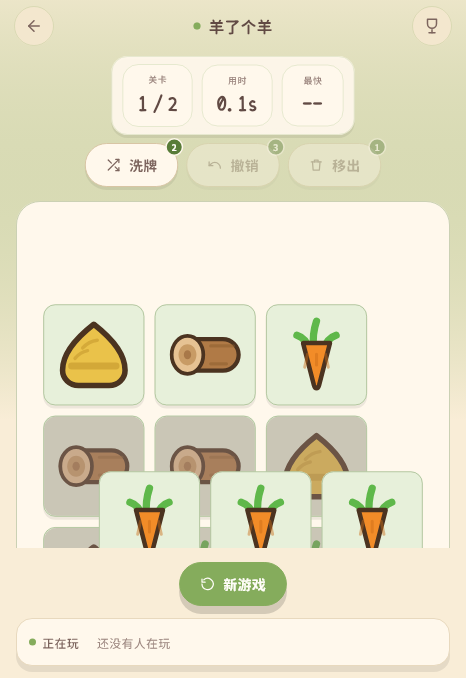 羊了个羊
关卡 用时 最快
1 / 2 0.1s --
洗牌 2 撤销 3 移出 1
新游戏
正在玩 还没有人在玩